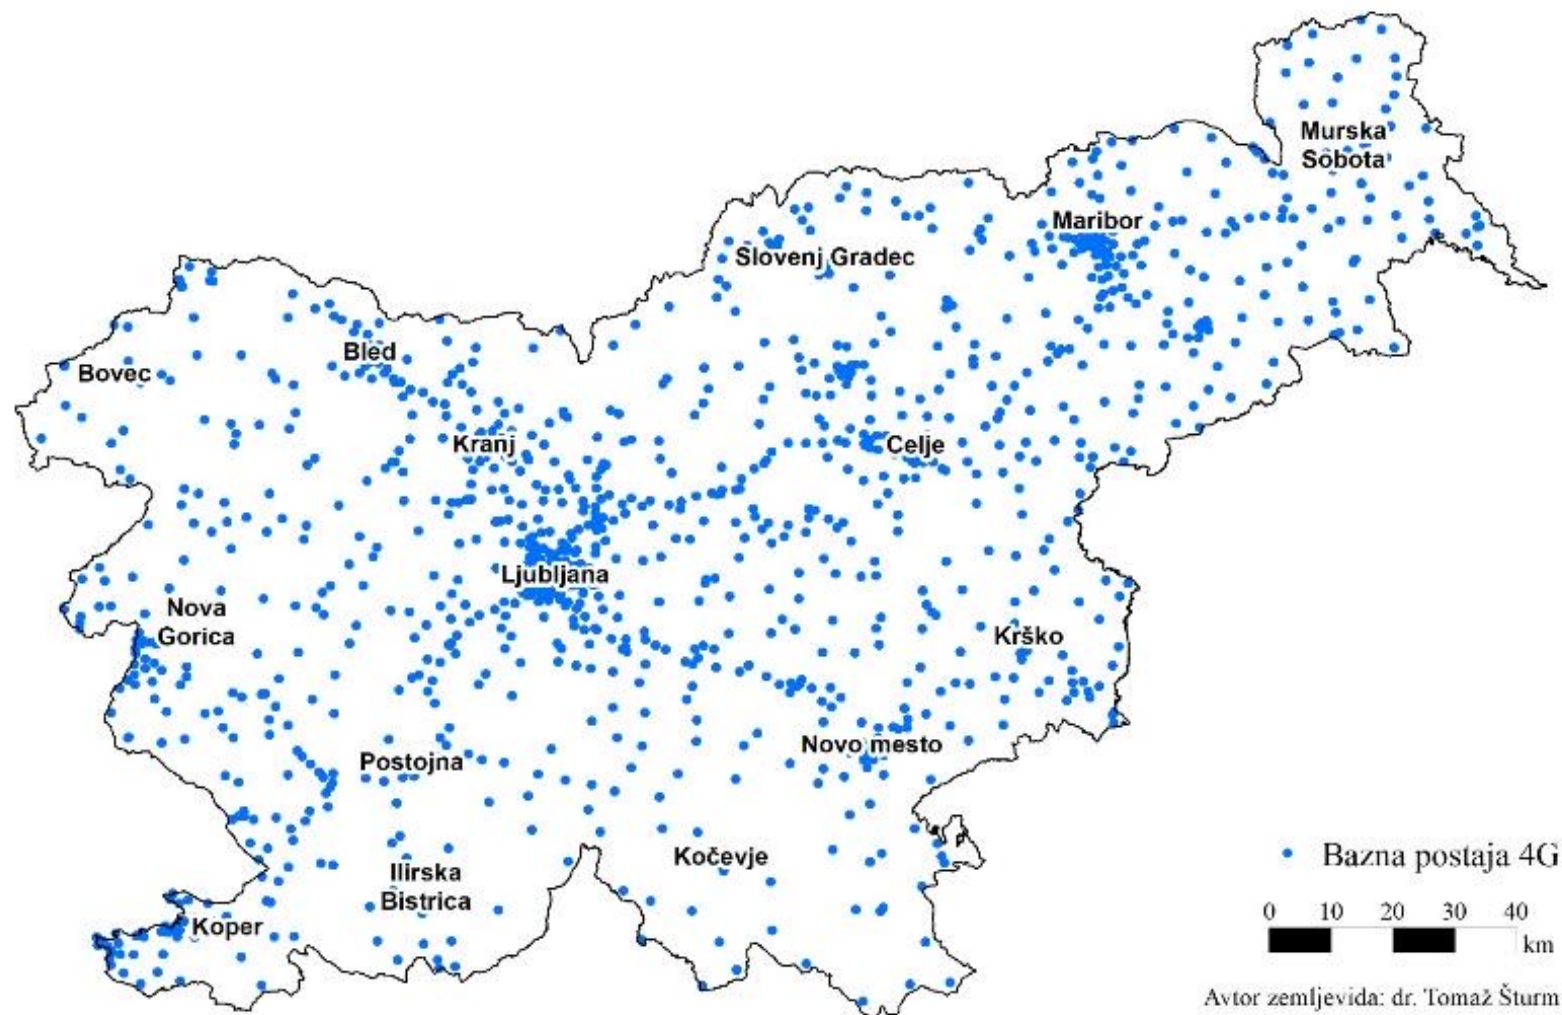 Murska
Sobota
Maribor
Slovenj Gradec
Bled
Bovec
Kranj
Celje
Ljubljana
Nova
Gorica
Krško
Novo mesto
Postojna
Kočevje
Ilirska
Bistrica
Koper
Bazna postaja 4G
0 10 20 30 40
km
Avtor zemljevida: dr. Tomaž Šturm